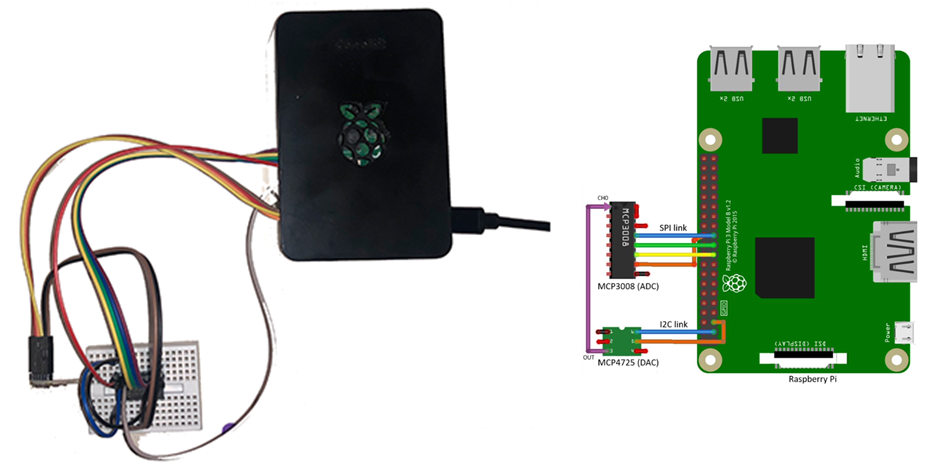 CH0
MCP3008
SPI link
MCP3008 (ADC)
I2C link
OUT
MCP4725 (DAC)
USB 2x
USB 2x
ETHERNET
Audio
CSI (CAMERA)
HDMI
Raspberry Pi 3 Model B v1.2
© Raspberry Pi 2015
GPIO
Power
DSI (DISPLAY)
Raspberry Pi